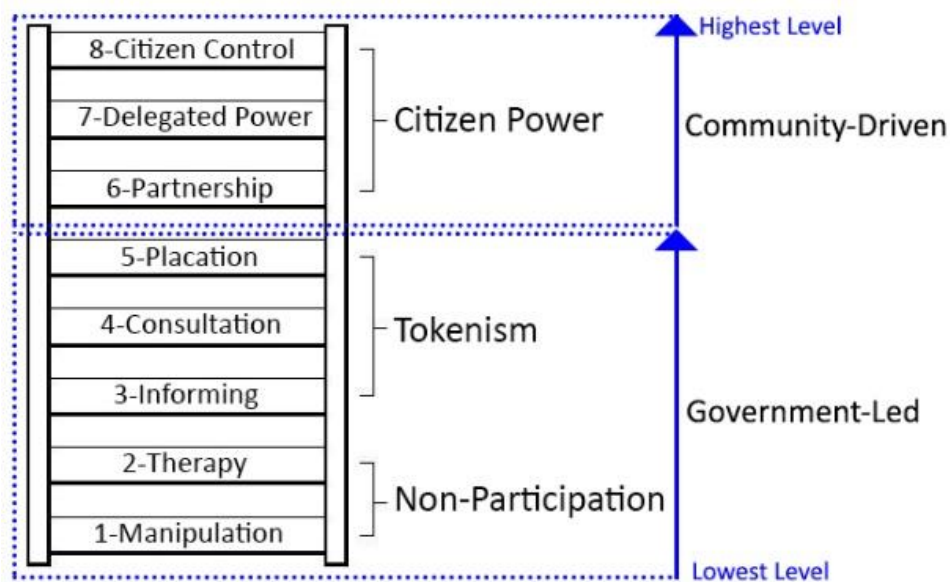 Highest Level
8-Citizen Control
7-Delegated Power
Citizen Power
Community-Driven
6-Partnership
5-Placation
4-Consultation
Tokenism
3-Informing
Government-Led
2-Therapy
Non-Participation
1-Manipulation
Lowest Level